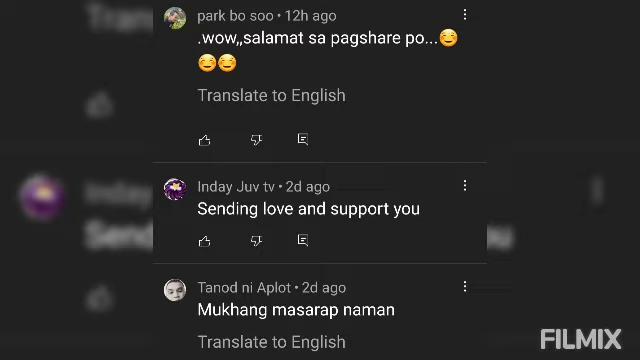 park bo soo • 12h ago
.wow,,salamat sa pagshare po...☺️
☺️☺️
Translate to English
Inday Juv tv • 2d ago
Sending love and support you
Tanod ni Aplot • 2d ago
Mukhang masarap naman
Translate to English
FILMIX